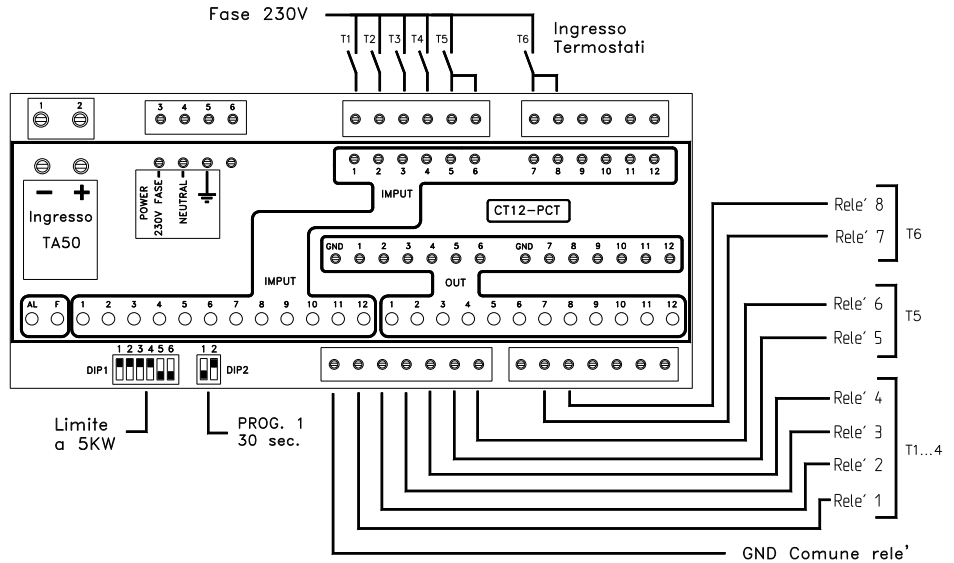 Fase 230V
T1 T2 T3 T4 T5 T6
Ingresso
Termostati
1 2
3 4 5 6
1 2 3 4 5 6
7 8 9 10 11 12
IMPUT
POWER
230V FASE
NEUTRAL
− +
Ingresso
TA50
CT12-PCT
GND 1 2 3 4 5 6
GND 7 8 9 10 11 12
IMPUT
OUT
AL F
1 2 3 4 5 6 7 8 9 10 11 12
1 2 3 4 5 6 7 8 9 10 11 12
DIP1
1 2 3 4 5 6
1 2
DIP2
Limite
a 5KW
PROG. 1
30 sec.
Rele' 8
Rele' 7
T6
Rele' 6
Rele' 5
T5
Rele' 4
Rele' 3
Rele' 2
Rele' 1
T1...4
GND Comune rele'